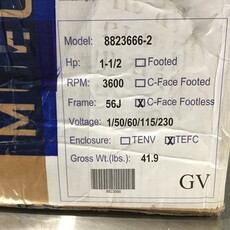 Model: 8823666-2
Hp: 1-1/2 Footed
RPM: 3600 C-Face Footed
Frame: 56J X C-Face Footless
Voltage: 1/50/60/115/230
Enclosure: TENV X TEFC
Gross Wt.(lbs.) 41.9
8823666
GV